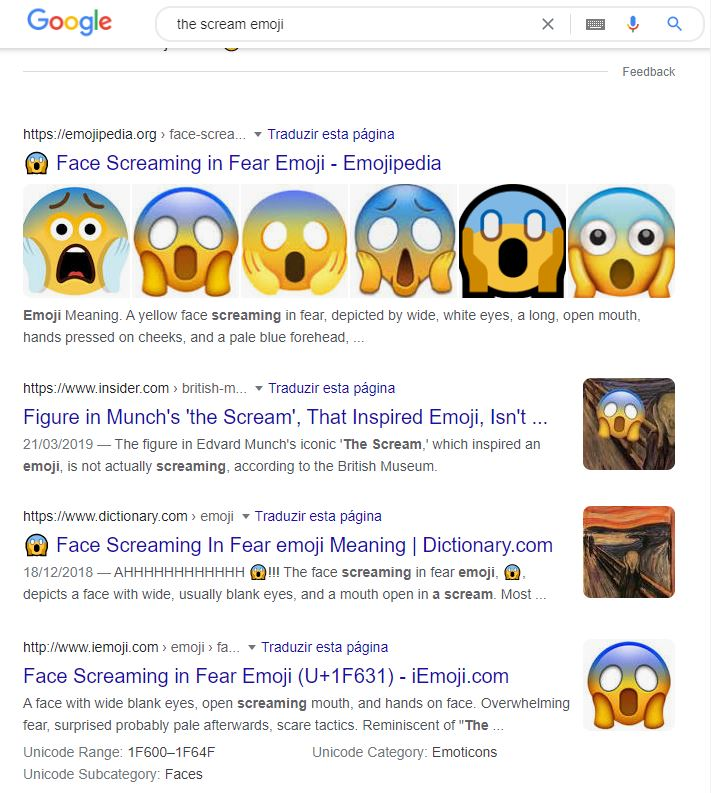 Google
the scream emoji
Feedback
https://emojipedia.org › face-screa... Traduzir esta página
😱 Face Screaming in Fear Emoji - Emojipedia
Emoji Meaning. A yellow face screaming in fear, depicted by wide, white eyes, a long, open mouth,
hands pressed on cheeks, and a pale blue forehead, ...
https://www.insider.com › british-m... Traduzir esta página
Figure in Munch's 'the Scream', That Inspired Emoji, Isn't ...
21/03/2019 — The figure in Edvard Munch's iconic 'The Scream,' which inspired an
emoji, is not actually screaming, according to the British Museum.
https://www.dictionary.com › emoji Traduzir esta página
😱 Face Screaming In Fear emoji Meaning | Dictionary.com
18/12/2018 — AHHHHHHHHHHHH 😱!!! The face screaming in fear emoji, 😱,
depicts a face with wide, usually blank eyes, and a mouth open in a scream. Most ...
http://www.iemoji.com › emoji › fa... Traduzir esta página
Face Screaming in Fear Emoji (U+1F631) - iEmoji.com
A face with wide blank eyes, open screaming mouth, and hands on face. Overwhelming
fear, surprised probably pale afterwards, scare tactics. Reminiscent of "The ...
Unicode Range: 1F600–1F64F Unicode Category: Emoticons
Unicode Subcategory: Faces